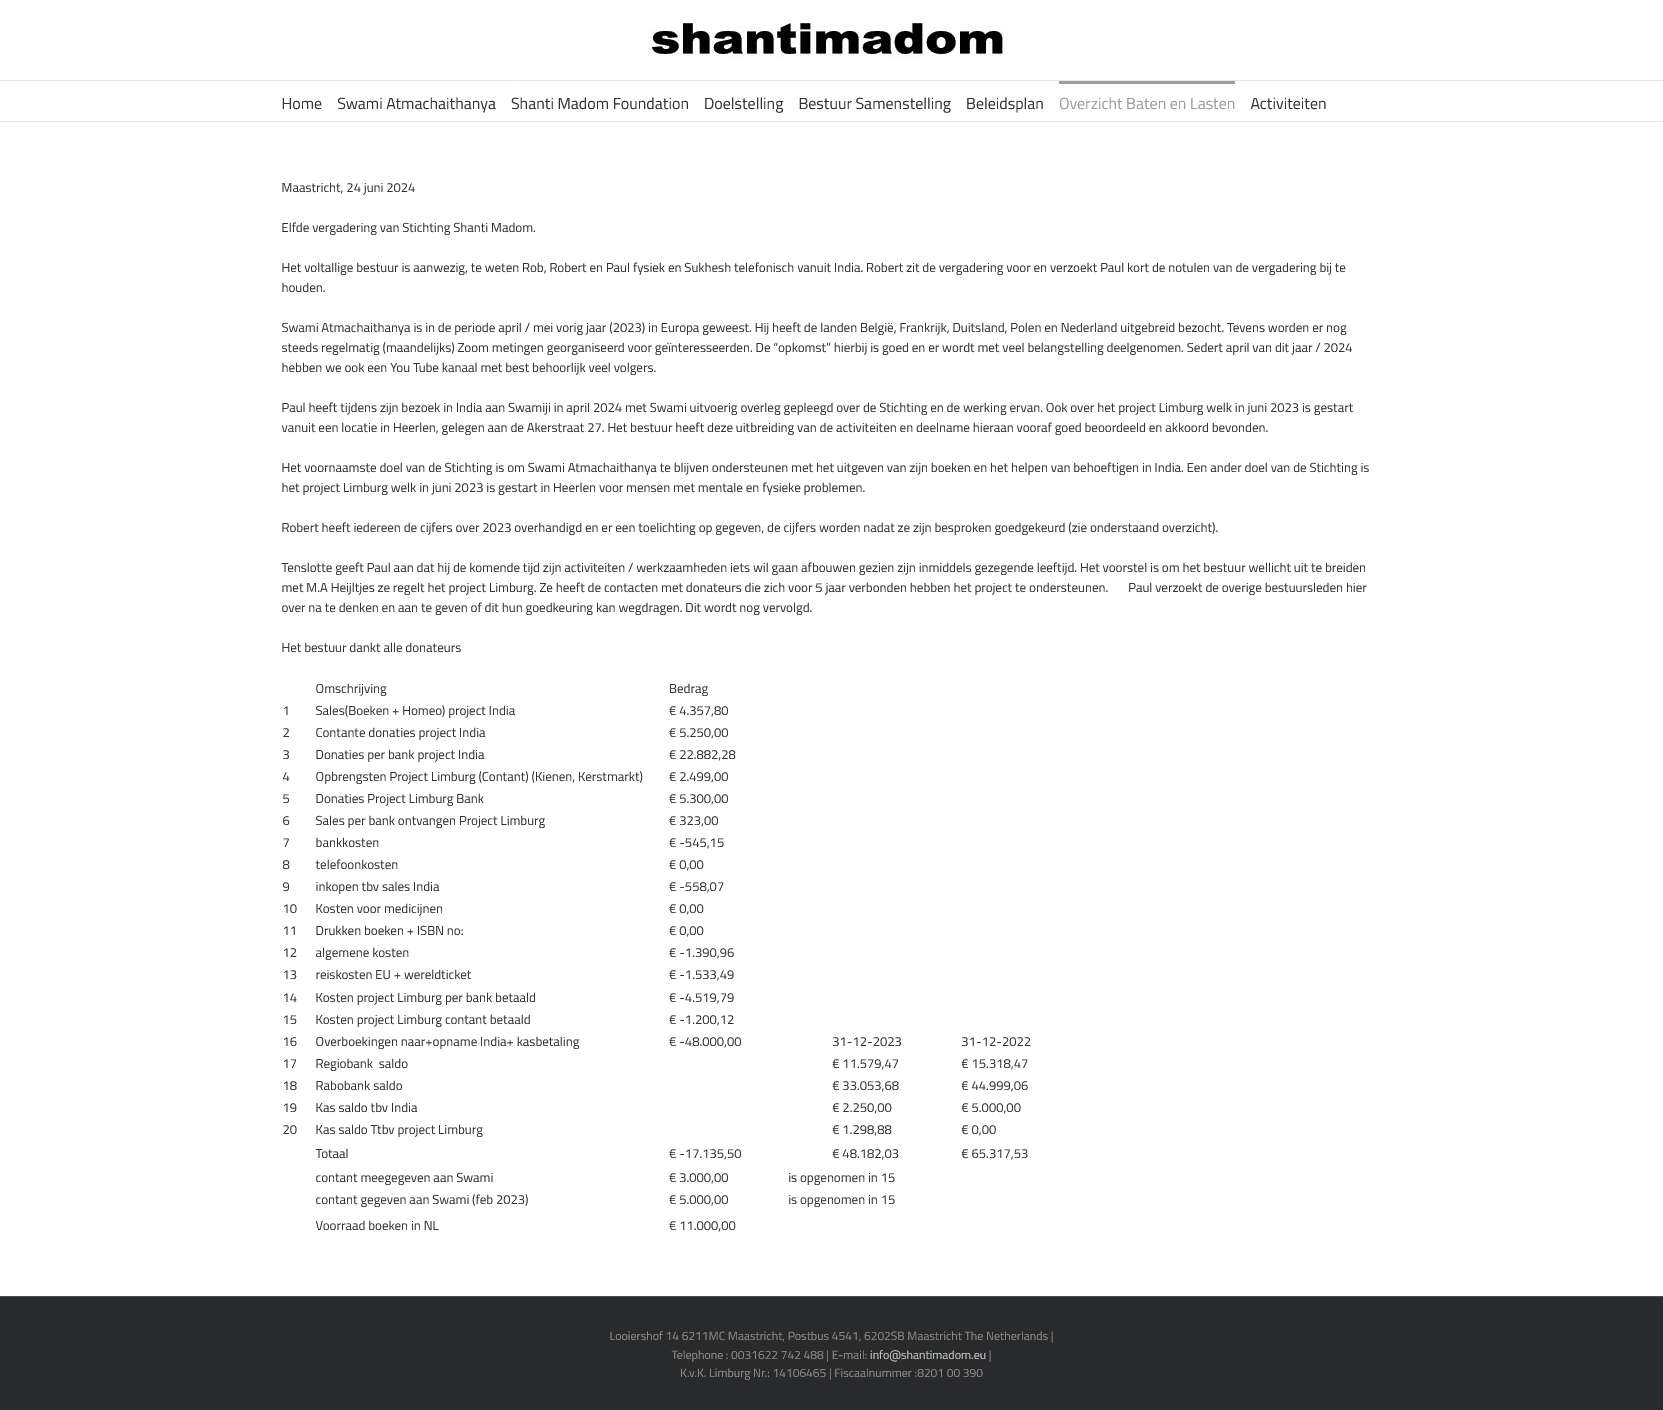 shantimadom
Home Swami Atmachaithanya Shanti Madom Foundation Doelstelling Bestuur Samenstelling Beleidsplan Overzicht Baten en Lasten Activiteiten
Maastricht, 24 juni 2024
Elfde vergadering van Stichting Shanti Madom.
Het voltallige bestuur is aanwezig, te weten Rob, Robert en Paul fysiek en Sukhesh telefonisch vanuit India. Robert zit de vergadering voor en verzoekt Paul kort de notulen van de vergadering bij te
houden.
Swami Atmachaithanya is in de periode april / mei vorig jaar (2023) in Europa geweest. Hij heeft de landen België, Frankrijk, Duitsland, Polen en Nederland uitgebreid bezocht. Tevens worden er nog
steeds regelmatig (maandelijks) Zoom metingen georganiseerd voor geïnteresseerden. De “opkomst” hierbij is goed en er wordt met veel belangstelling deelgenomen. Sedert april van dit jaar / 2024
hebben we ook een You Tube kanaal met best behoorlijk veel volgers.
Paul heeft tijdens zijn bezoek in India aan Swamiji in april 2024 met Swami uitvoerig overleg gepleegd over de Stichting en de werking ervan. Ook over het project Limburg welk in juni 2023 is gestart
vanuit een locatie in Heerlen, gelegen aan de Akerstraat 27. Het bestuur heeft deze uitbreiding van de activiteiten en deelname hieraan vooraf goed beoordeeld en akkoord bevonden.
Het voornaamste doel van de Stichting is om Swami Atmachaithanya te blijven ondersteunen met het uitgeven van zijn boeken en het helpen van behoeftigen in India. Een ander doel van de Stichting is
het project Limburg welk in juni 2023 is gestart in Heerlen voor mensen met mentale en fysieke problemen.
Robert heeft iedereen de cijfers over 2023 overhandigd en er een toelichting op gegeven, de cijfers worden nadat ze zijn besproken goedgekeurd (zie onderstaand overzicht).
Tenslotte geeft Paul aan dat hij de komende tijd zijn activiteiten / werkzaamheden iets wil gaan afbouwen gezien zijn inmiddels gezegende leeftijd. Het voorstel is om het bestuur wellicht uit te breiden
met M.A Heijltjes ze regelt het project Limburg. Ze heeft de contacten met donateurs die zich voor 5 jaar verbonden hebben het project te ondersteunen. Paul verzoekt de overige bestuursleden hier
over na te denken en aan te geven of dit hun goedkeuring kan wegdragen. Dit wordt nog vervolgd.
Het bestuur dankt alle donateurs
Omschrijving Bedrag
1 Sales(Boeken + Homeo) project India € 4.357,80
2 Contante donaties project India € 5.250,00
3 Donaties per bank project India € 22.882,28
4 Opbrengsten Project Limburg (Contant) (Kienen, Kerstmarkt) € 2.499,00
5 Donaties Project Limburg Bank € 5.300,00
6 Sales per bank ontvangen Project Limburg € 323,00
7 bankkosten € -545,15
8 telefoonkosten € 0,00
9 inkopen tbv sales India € -558,07
10 Kosten voor medicijnen € 0,00
11 Drukken boeken + ISBN no: € 0,00
12 algemene kosten € -1.390,96
13 reiskosten EU + wereldticket € -1.533,49
14 Kosten project Limburg per bank betaald € -4.519,79
15 Kosten project Limburg contant betaald € -1.200,12
16 Overboekingen naar+opname India+ kasbetaling € -48.000,00 31-12-2023 31-12-2022
17 Regiobank saldo € 11.579,47 € 15.318,47
18 Rabobank saldo € 33.053,68 € 44.999,06
19 Kas saldo tbv India € 2.250,00 € 5.000,00
20 Kas saldo Ttbv project Limburg € 1.298,88 € 0,00
Totaal € -17.135,50 € 48.182,03 € 65.317,53
contant meegegeven aan Swami € 3.000,00 is opgenomen in 15
contant gegeven aan Swami (feb 2023) € 5.000,00 is opgenomen in 15
Voorraad boeken in NL € 11.000,00
Looiershof 14 6211MC Maastricht, Postbus 4541, 6202SB Maastricht The Netherlands |
Telephone : 0031622 742 488 | E-mail: info@shantimadom.eu |
K.v.K. Limburg Nr.: 14106465 | Fiscaalnummer :8201 00 390